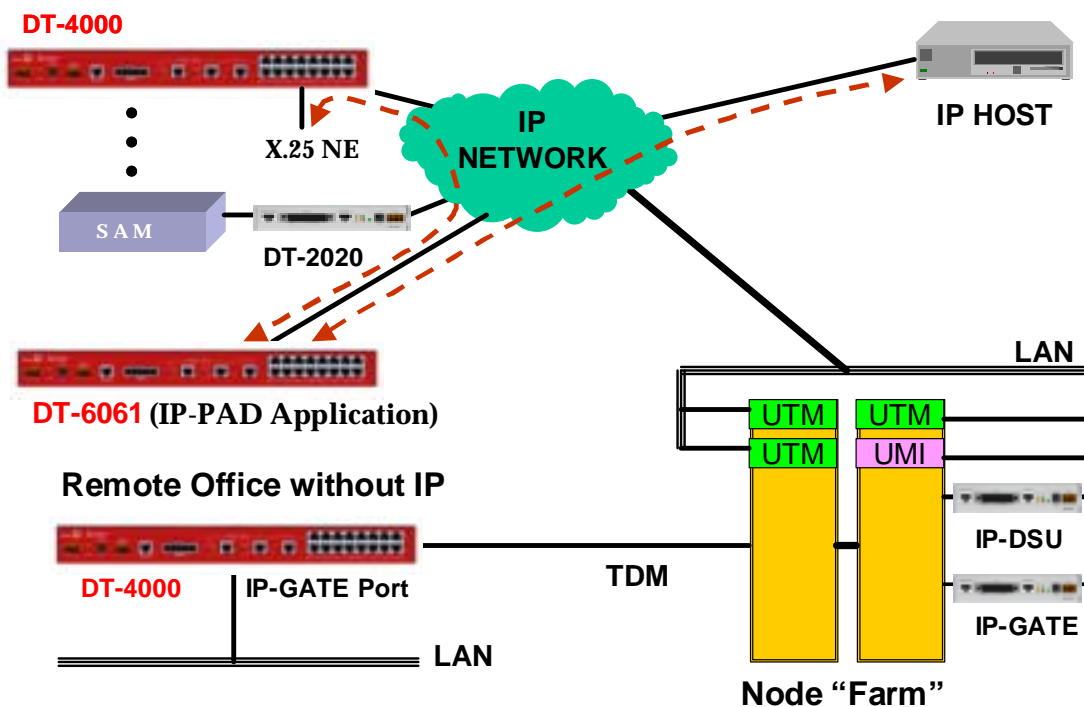 DT-4000
IP HOST
IP
NETWORK
X.25 NE
SAM
DT-2020
LAN
DT-6061 (IP-PAD Application)
UTM
UTM
UTM
UMI
Remote Office without IP
IP-DSU
TDM
DT-4000
IP-GATE Port
IP-GATE
LAN
Node “Farm”